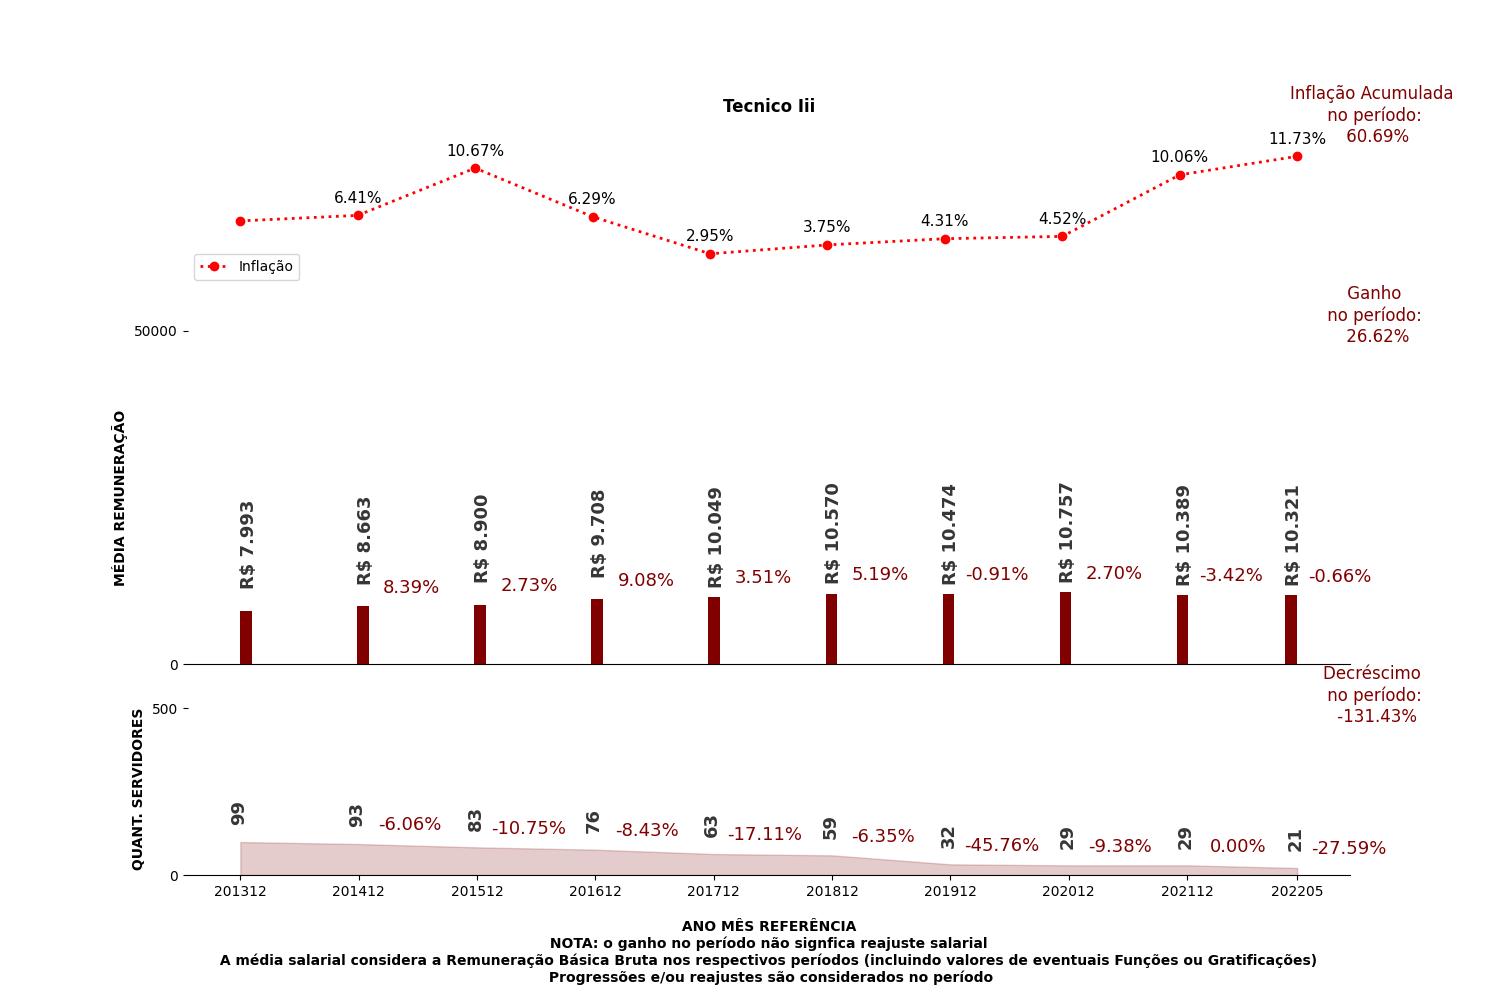 Tecnico Iii
Inflação Acumulada
no período:
60.69%
6.41%
10.67%
6.29%
2.95%
3.75%
4.31%
4.52%
10.06%
11.73%
Inflação
Ganho
no período:
26.62%
50000
0
MÉDIA REMUNERAÇÃO
R$ 7.993
R$ 8.663
R$ 8.900
R$ 9.708
R$ 10.049
R$ 10.570
R$ 10.474
R$ 10.757
R$ 10.389
R$ 10.321
8.39%
2.73%
9.08%
3.51%
5.19%
-0.91%
2.70%
-3.42%
-0.66%
Decréscimo
no período:
-131.43%
500
0
QUANT. SERVIDORES
99
93
83
76
63
59
32
29
29
21
-6.06%
-10.75%
-8.43%
-17.11%
-6.35%
-45.76%
-9.38%
0.00%
-27.59%
201312
201412
201512
201612
201712
201812
201912
202012
202112
202205
ANO MÊS REFERÊNCIA
NOTA: o ganho no período não signfica reajuste salarial
A média salarial considera a Remuneração Básica Bruta nos respectivos períodos (incluindo valores de eventuais Funções ou Gratificações)
Progressões e/ou reajustes são considerados no período